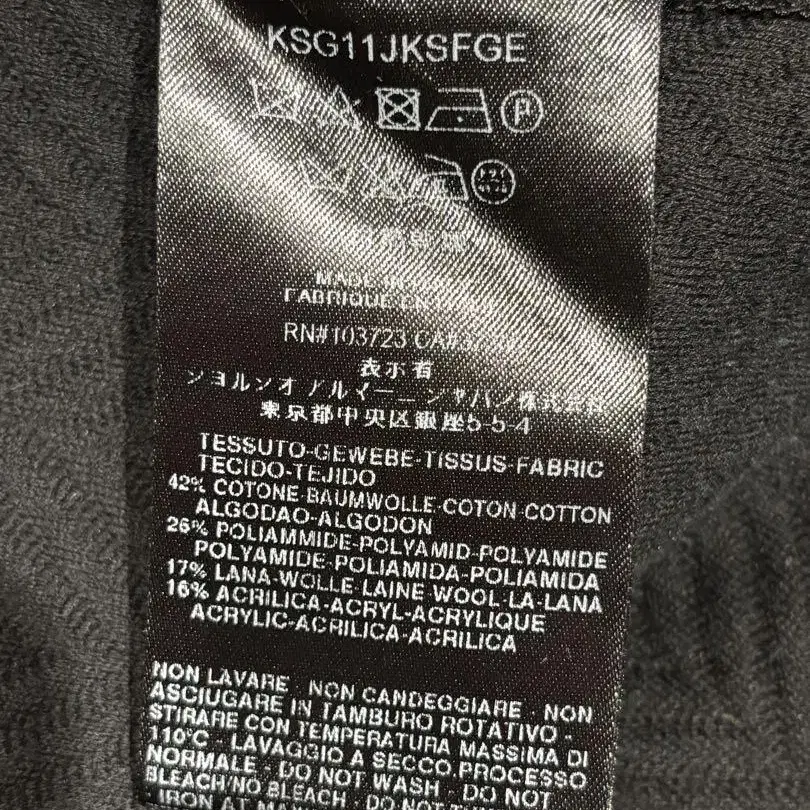 KSG11JKSFGE
P
MADE IN
FABRIQUE EN
RN#103723 CA#
表示者
ジョルジオ アルマーニ ジャパン株式会社
東京都中央区銀座5-5-4
TESSUTO-GEWEBE-TISSUS-FABRIC
TECIDO-TEJIDO
42% COTONE-BAUMWOLLE-COTON-COTTON
ALGODAO-ALGODON
26% POLIAMMIDE-POLYAMID-POLYAMIDE
POLYAMIDE-POLIAMIDA-POLIAMIDA
17% LANA-WOLLE-LAINE WOOL-LA-LANA
16% ACRILICA-ACRYL-ACRYLIQUE
ACRYLIC-ACRILICA-ACRILICA
NON LAVARE NON CANDEGGIARE NON
ASCIUGARE IN TAMBURO ROTATIVO -
STIRARE CON TEMPERATURA MASSIMA DI
110°C - LAVAGGIO A SECCO.PROCESSO
NORMALE - DO NOT WASH - DO NOT
BLEACH/NO BLEACH - DO NOT
IRON AT